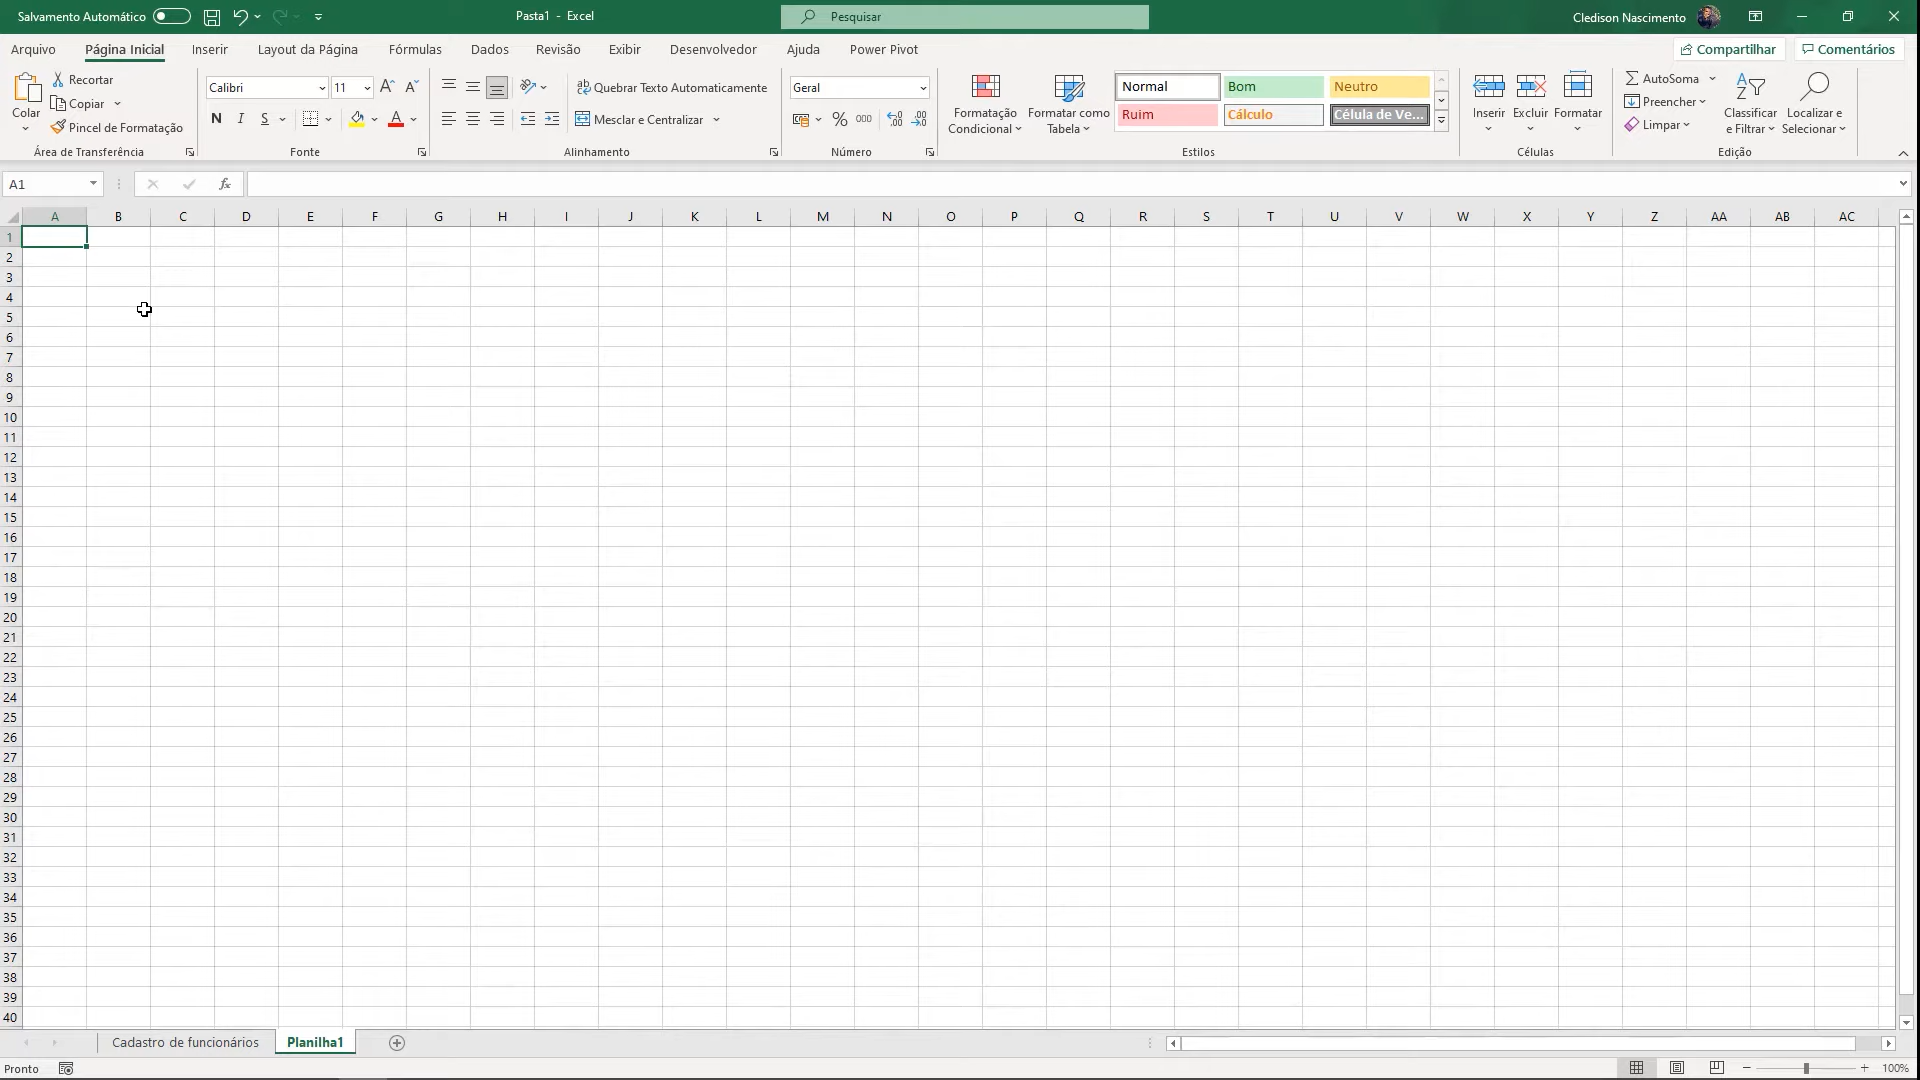 Salvamento Automático
Pasta1 - Excel
Pesquisar
Cledison Nascimento
Arquivo
Página Inicial
Inserir
Layout da Página
Fórmulas
Dados
Revisão
Exibir
Desenvolvedor
Ajuda
Power Pivot
Compartilhar
Comentários
Colar
Recortar
Copiar
Pincel de Formatação
Área de Transferência
Calibri
11
N I S
Fonte
Quebrar Texto Automaticamente
Mesclar e Centralizar
Alinhamento
Geral
% 000
Número
Formatação
Condicional
Formatar como
Tabela
Normal
Bom
Neutro
Ruim
Cálculo
Célula de Ve...
Estilos
Inserir
Excluir
Formatar
Células
AutoSoma
Preencher
Limpar
Classificar
e Filtrar
Localizar e
Selecionar
Edição
A1
fx
A B C D E F G H I J K L M N O P Q R S T U V W X Y Z AA AB AC
1
2
3
4
5
6
7
8
9
10
11
12
13
14
15
16
17
18
19
20
21
22
23
24
25
26
27
28
29
30
31
32
33
34
35
36
37
38
39
40
Cadastro de funcionários
Planilha1
Pronto
100%